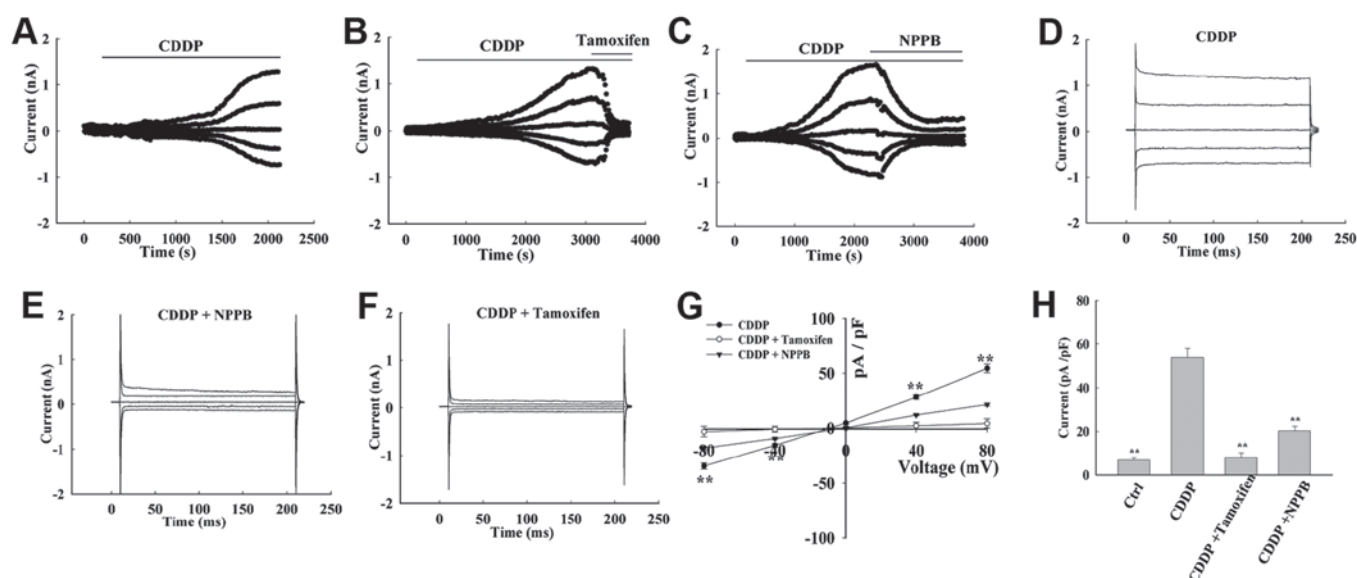 A
CDDP
Current (nA)
2
1
0
-1
-2
0 500 1000 1500 2000 2500
Time (s)
B
CDDP
Tamoxifen
Current (nA)
2
1
0
-1
-2
0 1000 2000 3000 4000
Time (s)
C
CDDP
NPPB
Current (nA)
2
1
0
-1
-2
0 1000 2000 3000 4000
Time (s)
D
CDDP
Current (nA)
2
1
0
-1
-2
0 50 100 150 200 250
Time (ms)
E
CDDP + NPPB
Current (nA)
2
1
0
-1
-2
0 50 100 150 200 250
Time (ms)
F
CDDP + Tamoxifen
Current (nA)
2
1
0
-1
-2
0 50 100 150 200 250
Time (ms)
G
CDDP
CDDP + Tamoxifen
CDDP + NPPB
pA / pF
100
50
0
-50
-100
-80 -40 0 40 80
Voltage (mV)
**
**
**
**
H
Current (pA /pF)
80
60
40
20
0
**
**
**
Ctrl
CDDP
CDDP +Tamoxifen
CDDP +NPPB